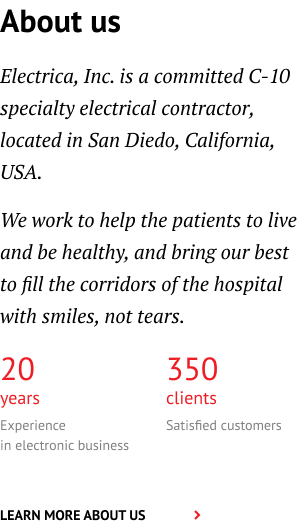 About us
Electrica, Inc. is a committed C-10
specialty electrical contractor,
located in San Diedo, California,
USA.
We work to help the patients to live
and be healthy, and bring our best
to fill the corridors of the hospital
with smiles, not tears.
20
years
Experience
in electronic business
350
clients
Satisfied customers
LEARN MORE ABOUT US